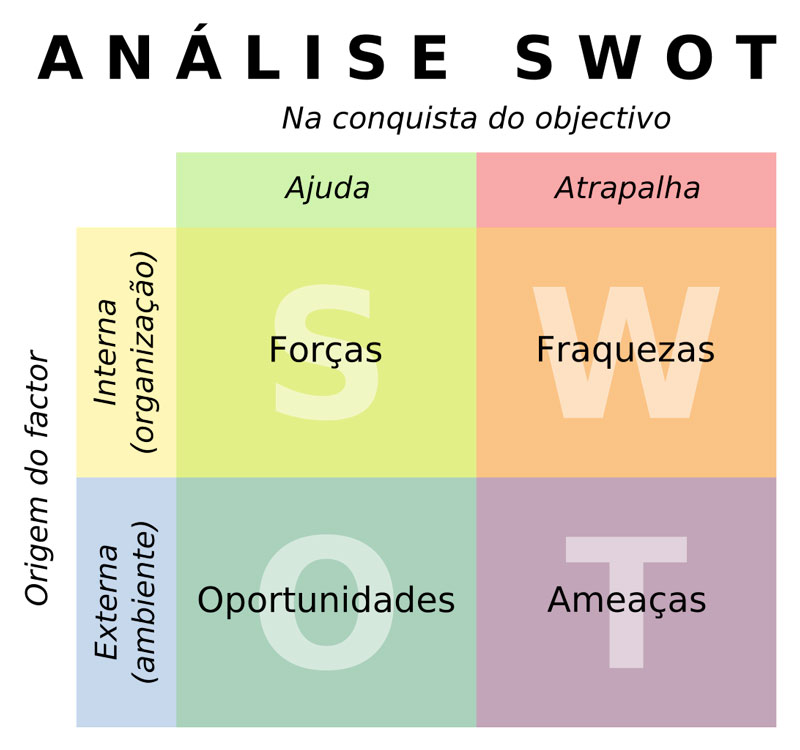 ANÁLISE SWOT
Na conquista do objectivo
Ajuda
Atrapalha
Origem do factor
Interna
(organização)
S
Forças
W
Fraquezas
Externa
(ambiente)
O
Oportunidades
T
Ameaças